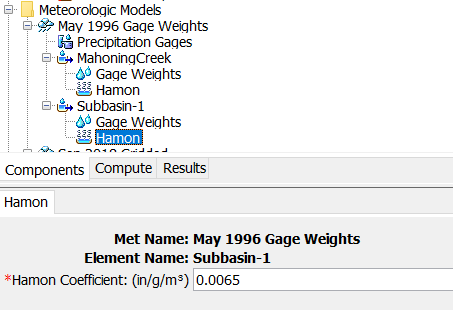 Meteorologic Models
May 1996 Gage Weights
Precipitation Gages
MahoningCreek
Gage Weights
Hamon
Subbasin-1
Gage Weights
Hamon
Components Compute Results
Hamon
Met Name: May 1996 Gage Weights
Element Name: Subbasin-1
*Hamon Coefficient: (in/g/m³) 0.0065